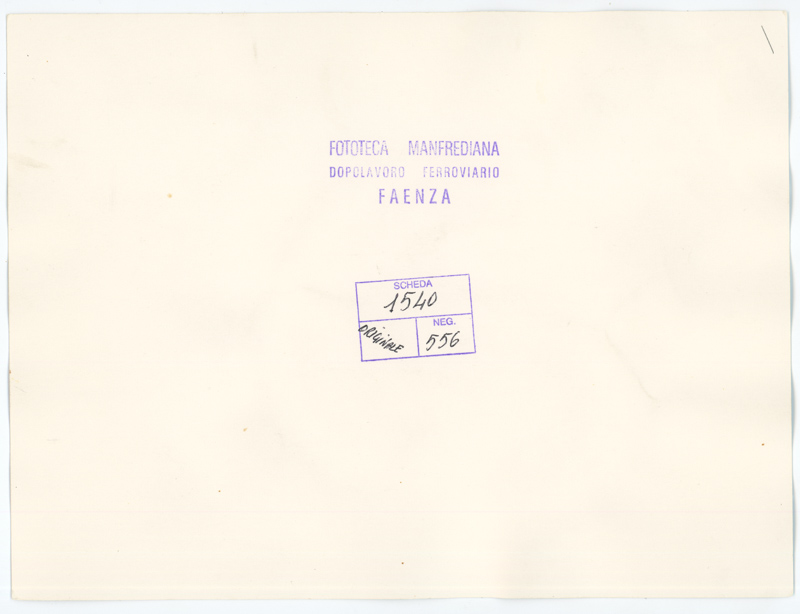 FOTOTECA MANFREDIANA
DOPOLAVORO FERROVIARIO
FAENZA
SCHEDA
1540
ORIGINALE
NEG.
556